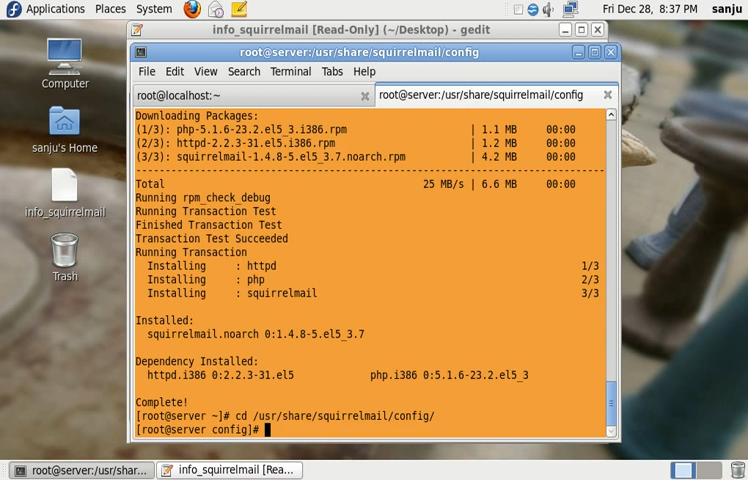 Applications Places System Fri Dec 28, 8:37 PM sanju
info_squirrelmail [Read-Only] (~/Desktop) - gedit
root@server:/usr/share/squirrelmail/config
File Edit View Search Terminal Tabs Help
root@localhost:~ root@server:/usr/share/squirrelmail/config
Downloading Packages:
(1/3): php-5.1.6-23.2.el5_3.i386.rpm | 1.1 MB 00:00
(2/3): httpd-2.2.3-31.el5.i386.rpm | 1.2 MB 00:00
(3/3): squirrelmail-1.4.8-5.el5_3.7.noarch.rpm | 4.2 MB 00:00
--------------------------------------------------------------------------------
Total 25 MB/s | 6.6 MB 00:00
Running rpm_check_debug
Running Transaction Test
Finished Transaction Test
Transaction Test Succeeded
Running Transaction
Installing : httpd 1/3
Installing : php 2/3
Installing : squirrelmail 3/3
Installed:
squirrelmail.noarch 0:1.4.8-5.el5_3.7
Dependency Installed:
httpd.i386 0:2.2.3-31.el5 php.i386 0:5.1.6-23.2.el5_3
Complete!
[root@server ~]# cd /usr/share/squirrelmail/config/
[root@server config]#
Computer
sanju's Home
info_squirrelmail
Trash
root@server:/usr/shar... info_squirrelmail [Rea...